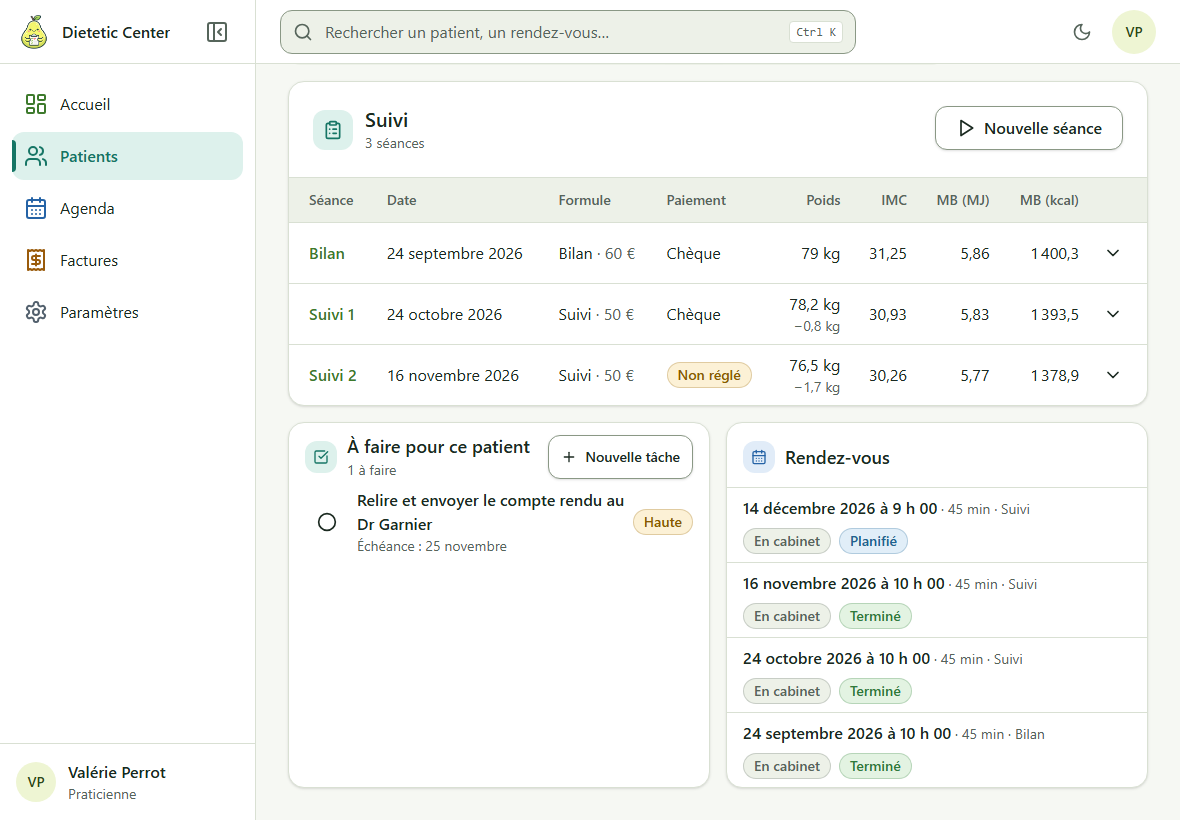 Dietetic Center
Rechercher un patient, un rendez-vous...
Ctrl K
VP
Accueil
Patients
Agenda
Factures
Paramètres
Suivi
3 séances
Nouvelle séance
Séance Date Formule Paiement Poids IMC MB (MJ) MB (kcal)
Bilan 24 septembre 2026 Bilan · 60 € Chèque 79 kg 31,25 5,86 1 400,3
Suivi 1 24 octobre 2026 Suivi · 50 € Chèque 78,2 kg 30,93 5,83 1 393,5
−0,8 kg
Suivi 2 16 novembre 2026 Suivi · 50 € Non réglé 76,5 kg 30,26 5,77 1 378,9
−1,7 kg
À faire pour ce patient
1 à faire
Nouvelle tâche
Relire et envoyer le compte rendu au
Dr Garnier
Échéance : 25 novembre
Haute
Rendez-vous
14 décembre 2026 à 9 h 00 · 45 min · Suivi
En cabinet Planifié
16 novembre 2026 à 10 h 00 · 45 min · Suivi
En cabinet Terminé
24 octobre 2026 à 10 h 00 · 45 min · Suivi
En cabinet Terminé
24 septembre 2026 à 10 h 00 · 45 min · Bilan
En cabinet Terminé
VP
Valérie Perrot
Praticienne